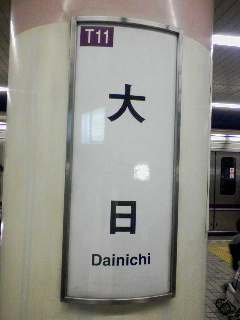 T11
大
日
Dainichi